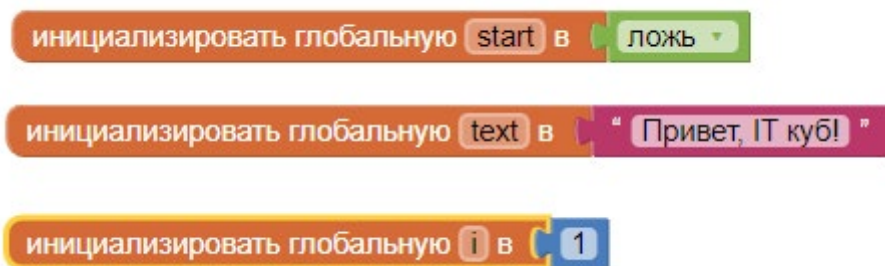 инициализировать глобальную start в ложь
инициализировать глобальную text в “ Привет, IT куб! ”
инициализировать глобальную i в 1